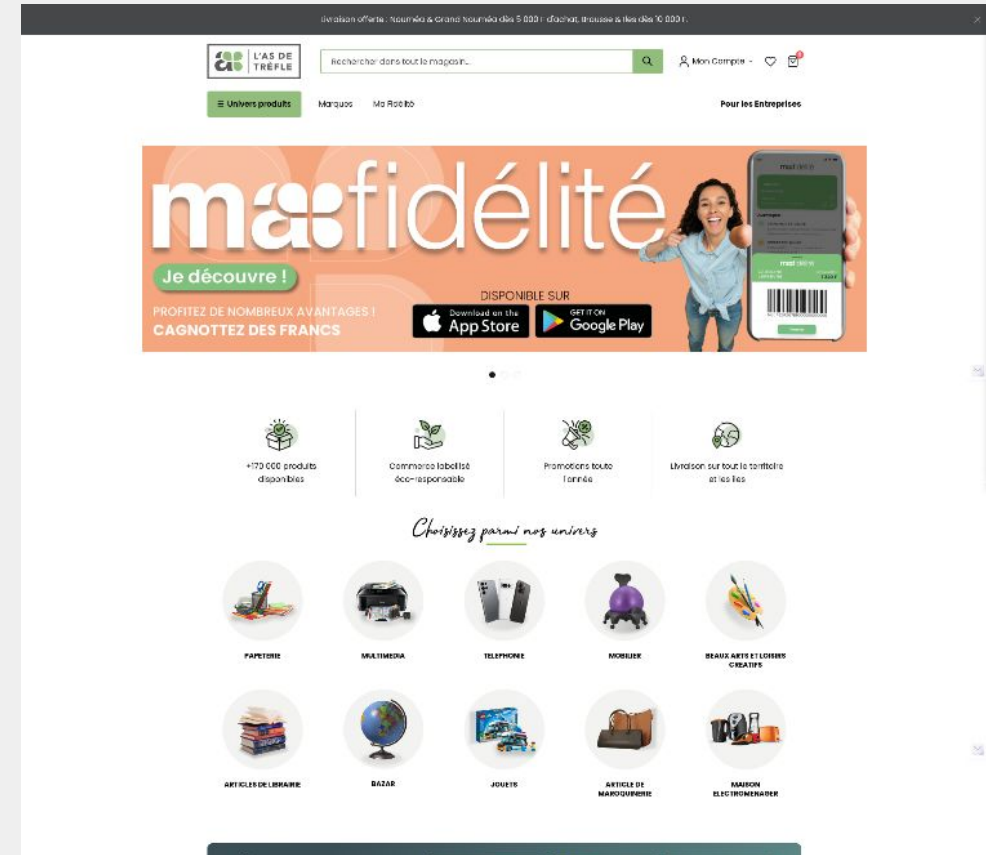 Livraison offerte : Nouméa & Grand Nouméa dès 5 000 F d'achat, Brousse & Iles dès 10 000 F.
L'AS DE
TRÈFLE
Rechercher dans tout le magasin...
Mon Compte
Univers produits
Marques
Ma Fidélité
Pour les Entreprises
ma fidélité
Je découvre !
PROFITEZ DE NOMBREUX AVANTAGES !
CAGNOTTEZ DES FRANCS
DISPONIBLE SUR
Download on the
App Store
GET IT ON
Google Play
+170 000 produits
disponibles
Commerce labellisé
éco-responsable
Promotions toute
l'année
Livraison sur tout le territoire
et les îles
Choisissez parmi nos univers
PAPETERIE
MULTIMEDIA
TELEPHONIE
MOBILIER
BEAUX ARTS ET LOISIRS
CREATIFS
ARTICLES DE LIBRAIRIE
BAZAR
JOUETS
ARTICLE DE
MAROQUINERIE
MAISON
ELECTROMENAGER